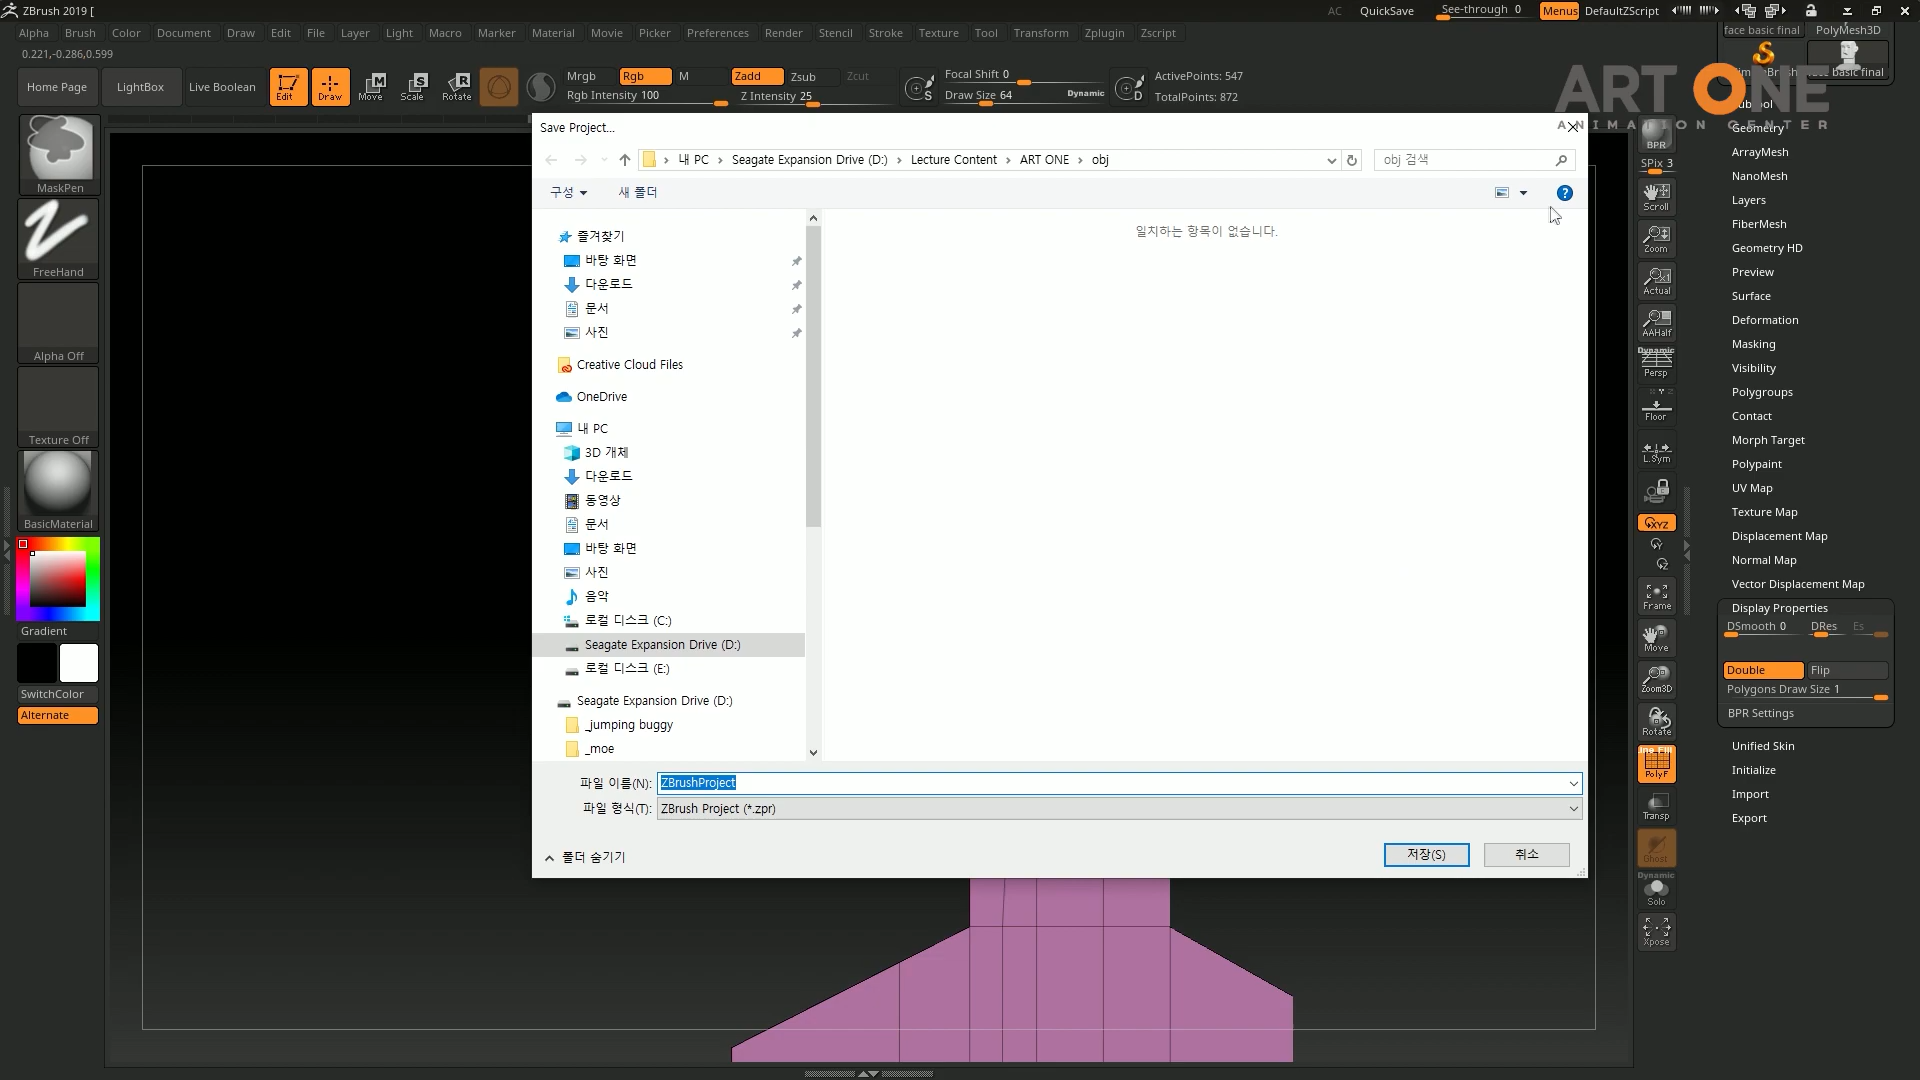 ZBrush 2019 [
AC QuickSave See-through 0 Menus DefaultZScript
Alpha Brush Color Document Draw Edit File Layer Light Macro Marker Material Movie Picker Preferences Render Stencil Stroke Texture Tool Transform Zplugin Zscript
0.221,-0.286,0.599
Home Page LightBox Live Boolean Edit Draw Move Scale Rotate
Mrgb Rgb M Zadd Zsub Zcut
Rgb Intensity 100 Z Intensity 25
Focal Shift 0
Draw Size 64 Dynamic
ActivePoints: 547
TotalPoints: 872
face basic final PolyMesh3D
face basic final
ART ONE
ANIMATION CENTER
MaskPen
FreeHand
Alpha Off
Texture Off
BasicMaterial
Gradient
SwitchColor
Alternate
Save Project...
내 PC › Seagate Expansion Drive (D:) › Lecture Content › ART ONE › obj
obj 검색
구성 새 폴더
일치하는 항목이 없습니다.
즐겨찾기
바탕 화면
다운로드
문서
사진
Creative Cloud Files
OneDrive
내 PC
3D 개체
다운로드
동영상
문서
바탕 화면
사진
음악
로컬 디스크 (C:)
Seagate Expansion Drive (D:)
로컬 디스크 (E:)
Seagate Expansion Drive (D:)
_jumping buggy
_moe
파일 이름(N): ZBrushProject
파일 형식(T): ZBrush Project (*.zpr)
폴더 숨기기
저장(S) 취소
BPR
SPix 3
Scroll
Zoom
Actual
AAHalf
Dynamic
Persp
Floor
L.Sym
XYZ
Y
Z
Frame
Move
Zoom3D
Rotate
Line Fill
PolyF
Transp
Ghost
Dynamic
Solo
Xpose
Geometry
ArrayMesh
NanoMesh
Layers
FiberMesh
Geometry HD
Preview
Surface
Deformation
Masking
Visibility
Polygroups
Contact
Morph Target
Polypaint
UV Map
Texture Map
Displacement Map
Normal Map
Vector Displacement Map
Display Properties
DSmooth 0 DRes Es
Double Flip
Polygons Draw Size 1
BPR Settings
Unified Skin
Initialize
Import
Export